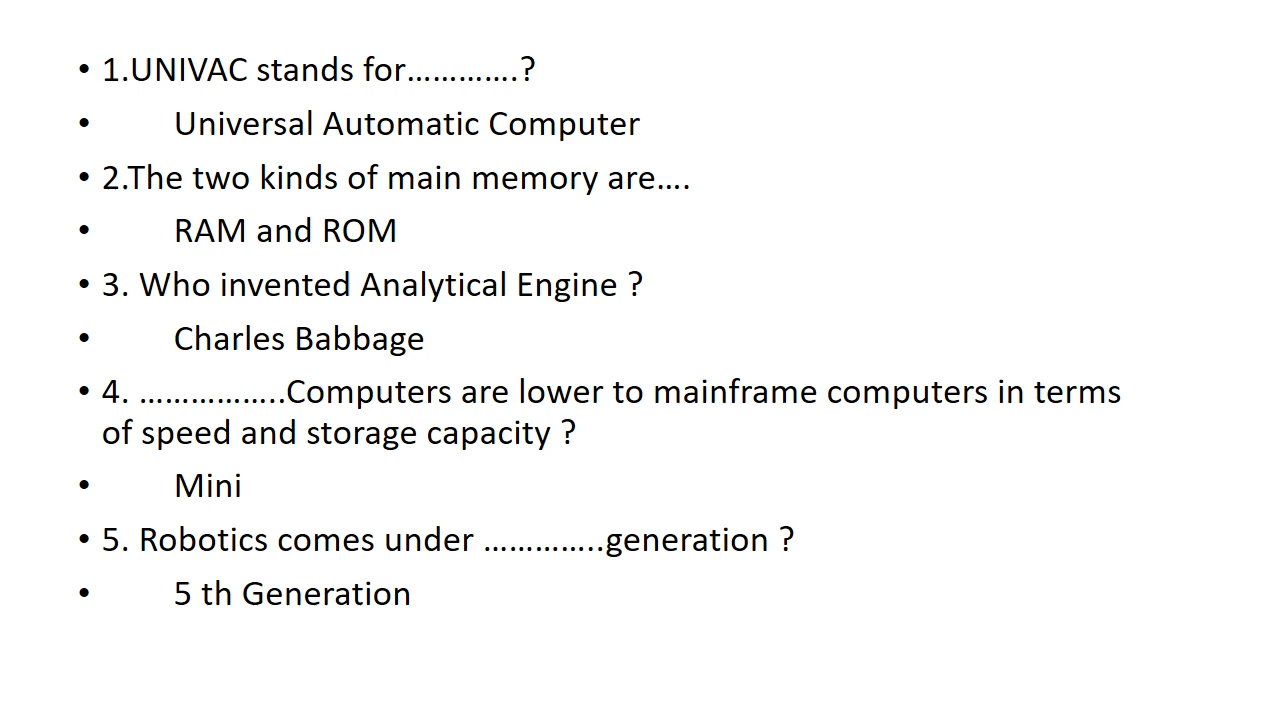 • 1.UNIVAC stands for………….?
• Universal Automatic Computer
• 2.The two kinds of main memory are….
• RAM and ROM
• 3. Who invented Analytical Engine ?
• Charles Babbage
• 4. ……………..Computers are lower to mainframe computers in terms
of speed and storage capacity ?
• Mini
• 5. Robotics comes under …………..generation ?
• 5 th Generation